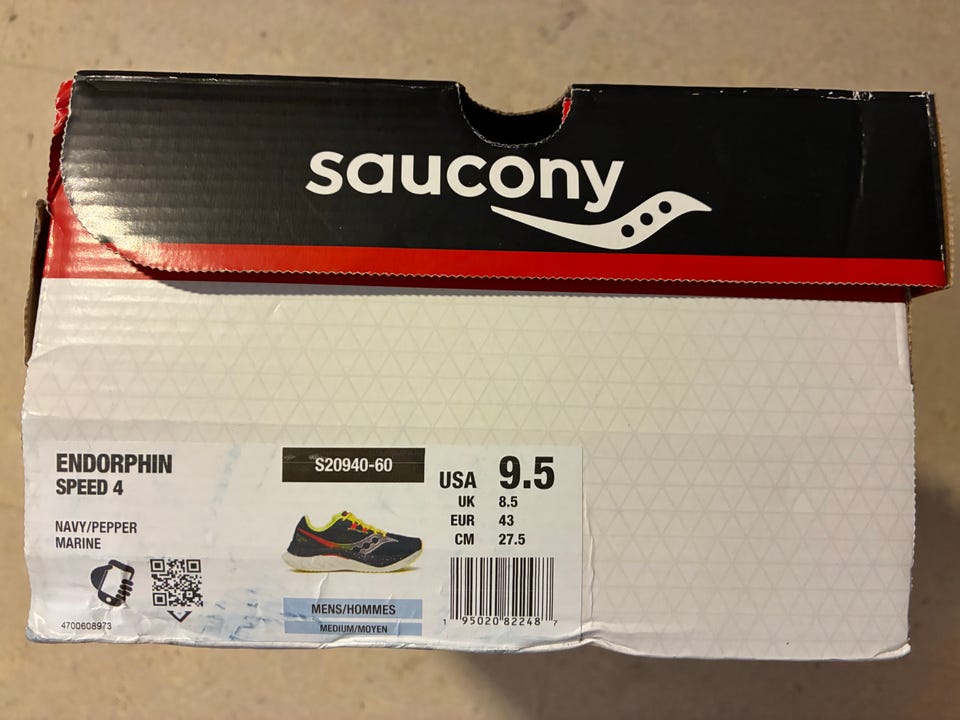 saucony
ENDORPHIN
SPEED 4
NAVY/PEPPER
MARINE
4700608973
S20940-60
MENS/HOMMES
MEDIUM/MOYEN
USA 9.5
UK 8.5
EUR 43
CM 27.5
1 95020 82248 7